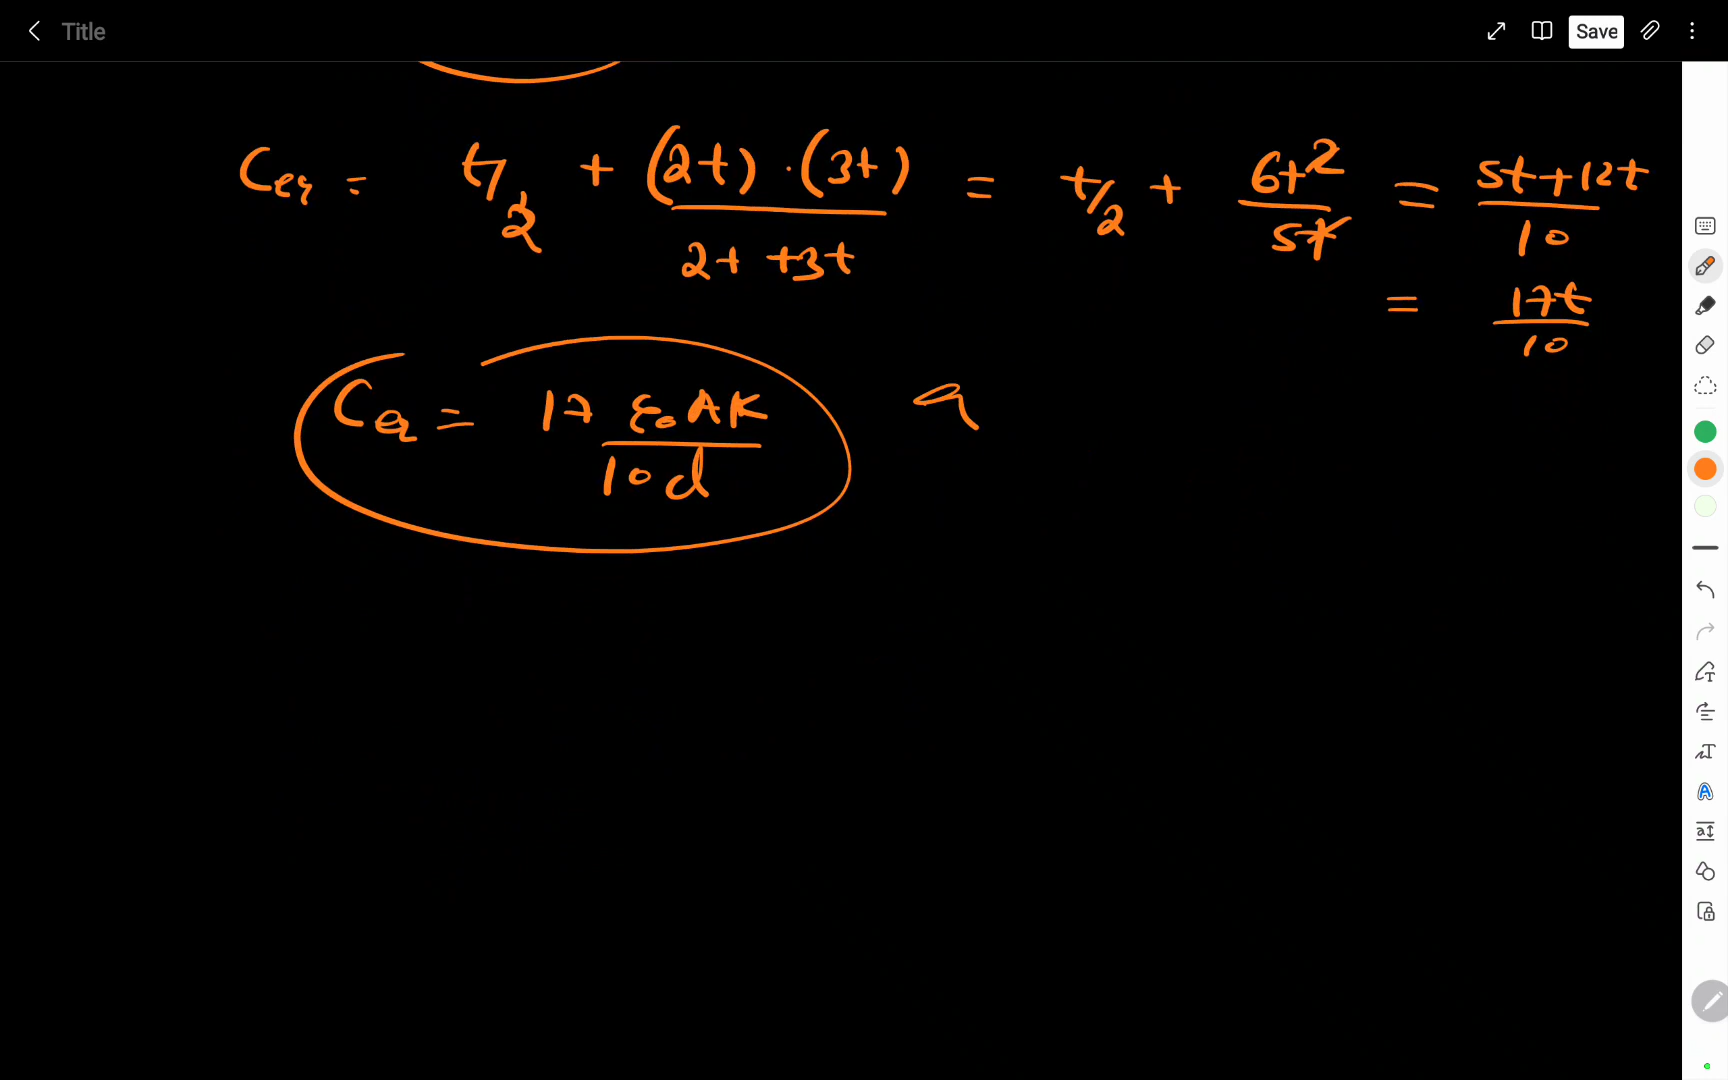 Title
Save
Ceq = t/2 + (2t) · (3t) / 2t + 3t = t/2 + 6t² / 5t = 5t + 12t / 10
= 17t / 10
Ceq = 17 ε₀AK / 10d